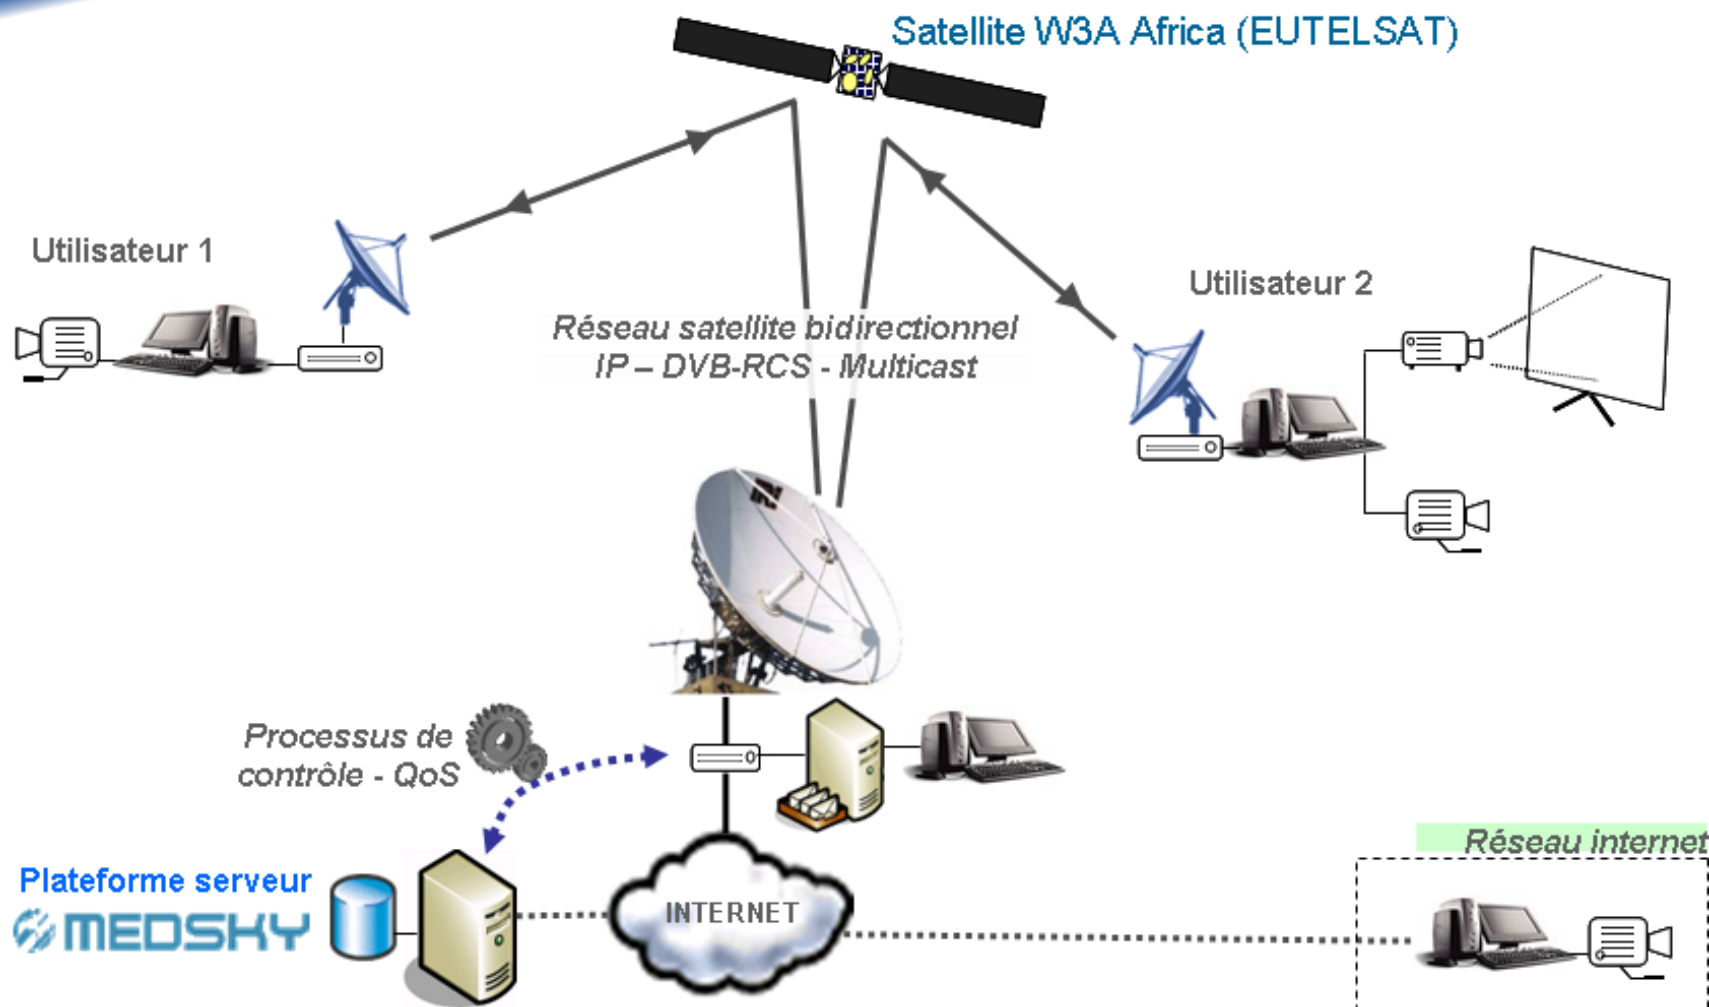 Satellite W3A Africa (EUTELSAT)
Utilisateur 1
Utilisateur 2
Réseau satellite bidirectionnel
IP – DVB-RCS - Multicast
Processus de
contrôle - QoS
Plateforme serveur
MEDSKY
INTERNET
Réseau internet